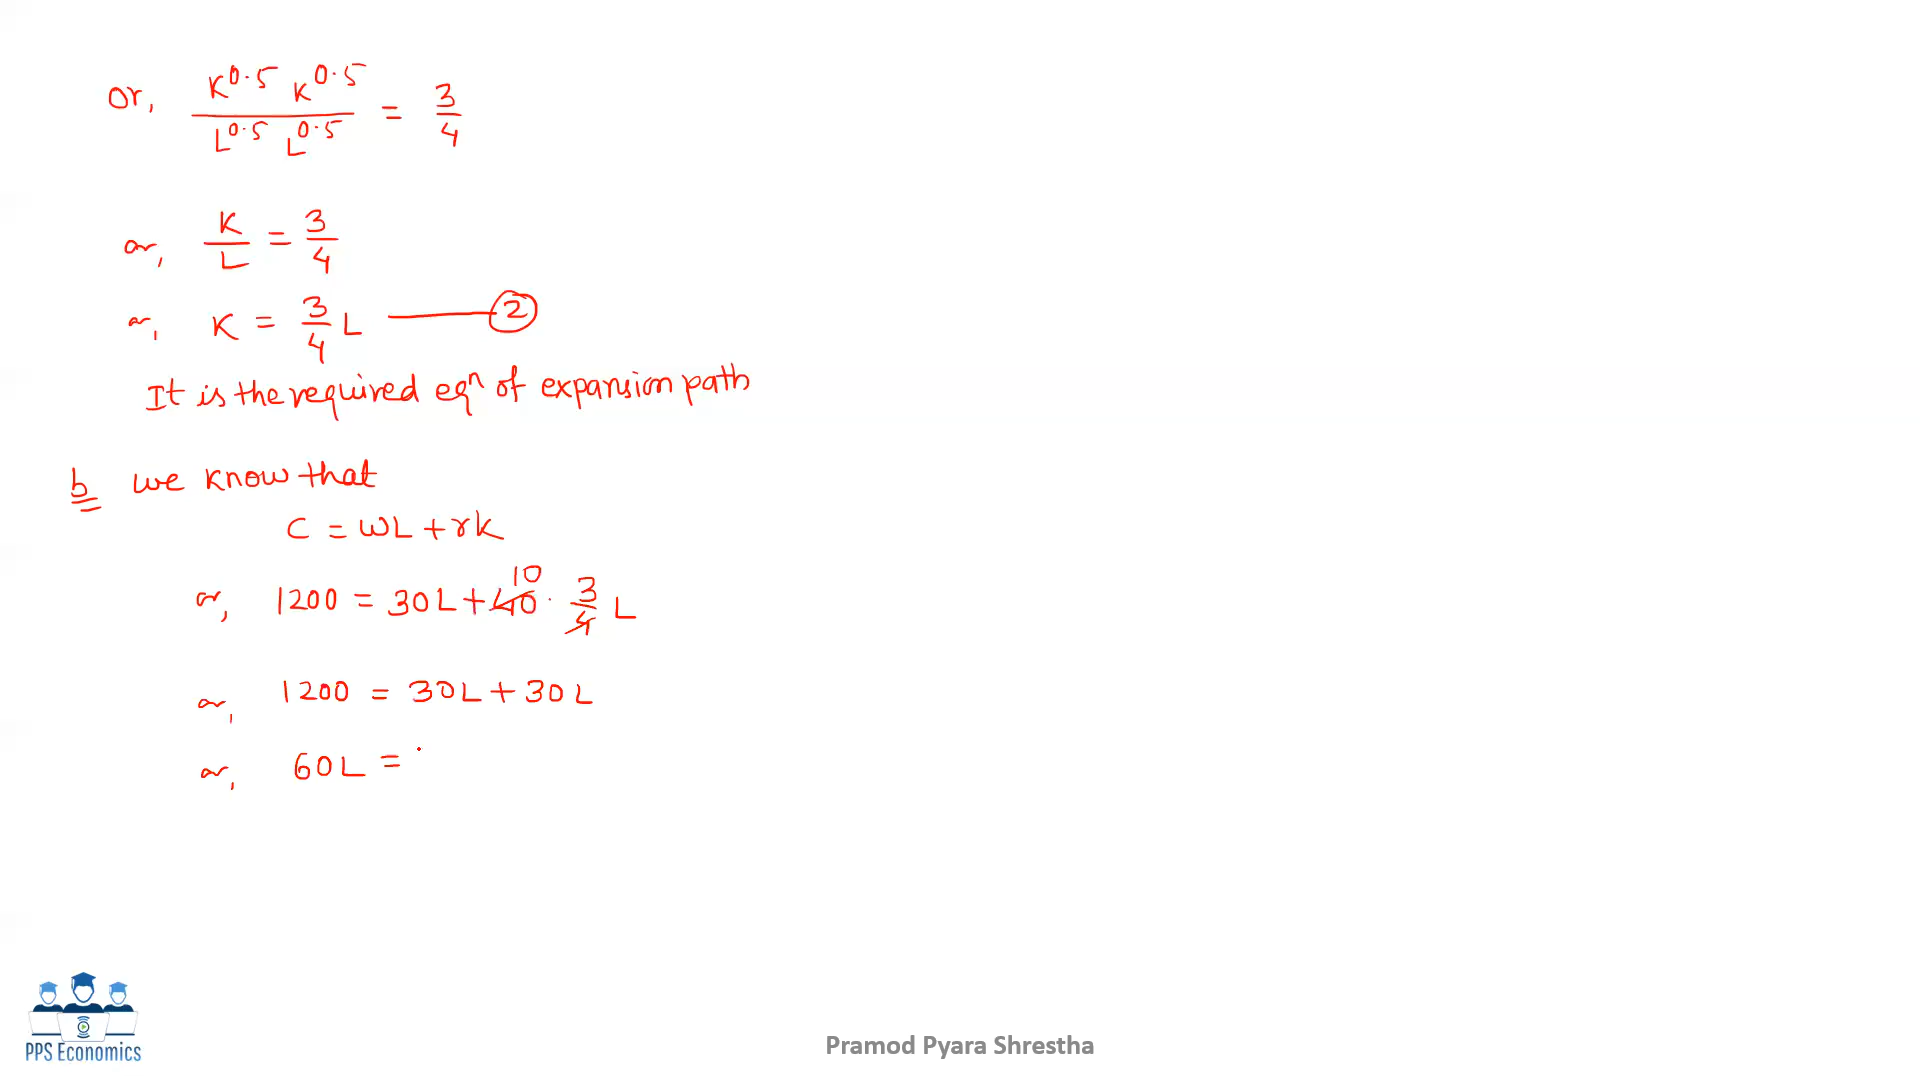 or, K^0.5 K^0.5 / L^0.5 L^0.5 = 3/4
or, K/L = 3/4
or, K = 3/4 L ——— ②
It is the required eqⁿ of expansion path
b we know that
C = wL + rk
or, 1200 = 30L + 40 10 · 3/4 L
or, 1200 = 30L + 30L
or, 60L =
PPS Economics
Pramod Pyara Shrestha